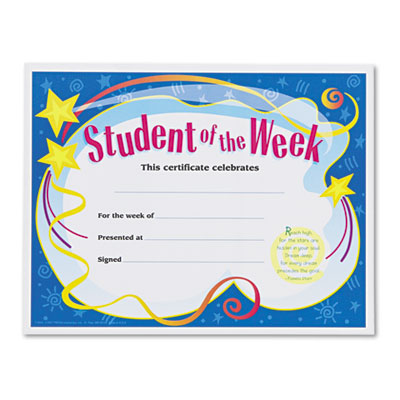 Student of the Week
This certificate celebrates
For the week of
Presented at
Signed
Reach high,
for the stars are
hidden in your soul.
Dream deep,
for every dream
precedes the goal.